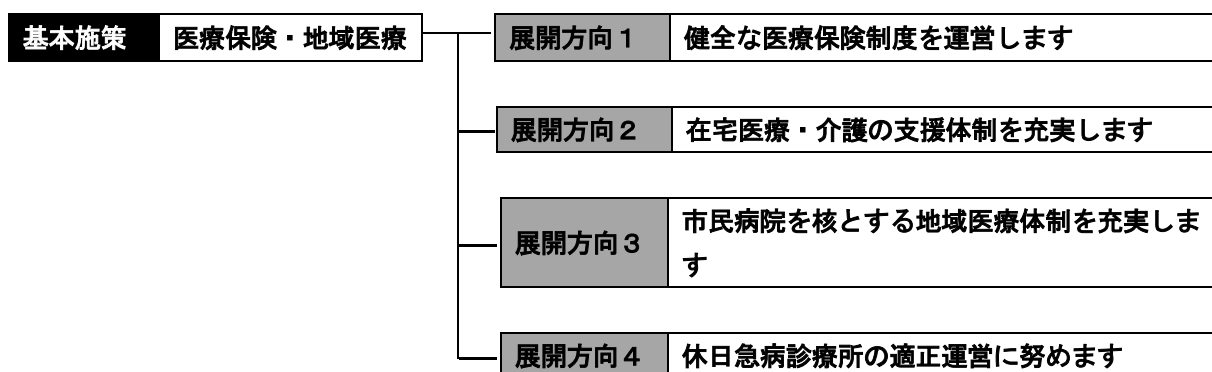 基本施策 医療保険・地域医療
展開方向1 健全な医療保険制度を運営します
展開方向2 在宅医療・介護の支援体制を充実します
展開方向3 市民病院を核とする地域医療体制を充実しま
す
展開方向4 休日急病診療所の適正運営に努めます